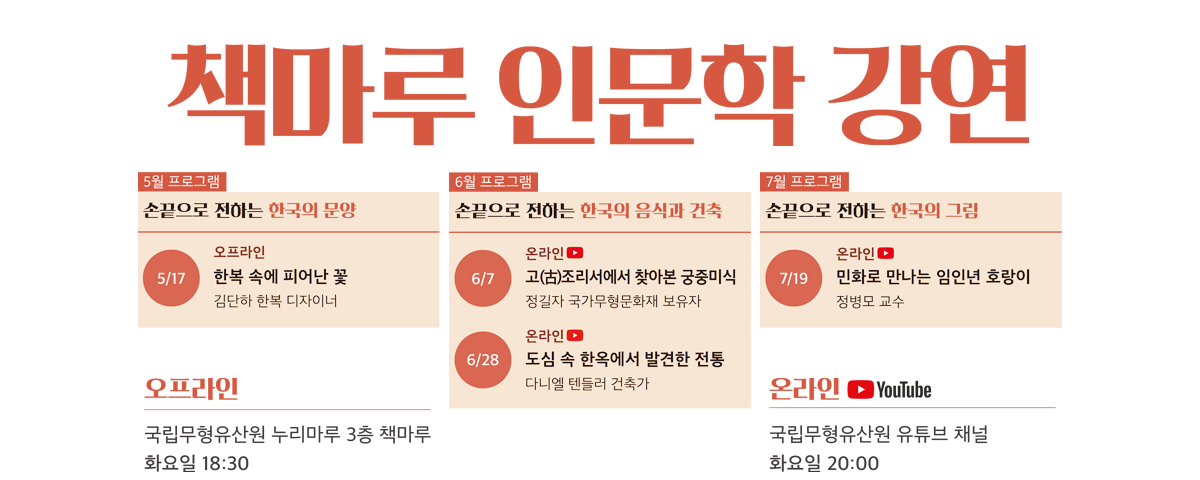 책마루 인문학 강연
5월 프로그램
손끝으로 전하는 한국의 문양
5/17
오프라인
한복 속에 피어난 꽃
김단하 한복 디자이너
6월 프로그램
손끝으로 전하는 한국의 음식과 건축
6/7
온라인
고(古)조리서에서 찾아본 궁중미식
정길자 국가무형문화재 보유자
6/28
온라인
도심 속 한옥에서 발견한 전통
다니엘 텐들러 건축가
7월 프로그램
손끝으로 전하는 한국의 그림
7/19
온라인
민화로 만나는 임인년 호랑이
정병모 교수
오프라인
국립무형유산원 누리마루 3층 책마루
화요일 18:30
온라인 YouTube
국립무형유산원 유튜브 채널
화요일 20:00